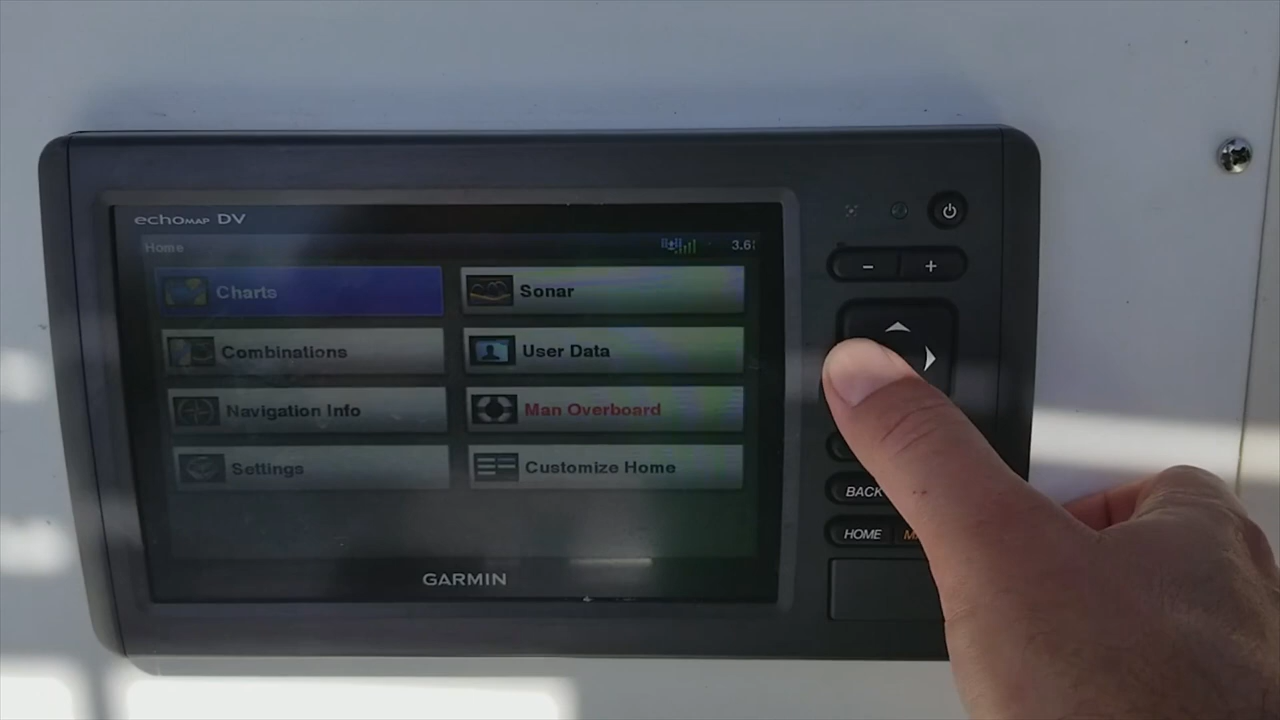 echoMAP DV
Home
3.6
Charts
Sonar
Combinations
User Data
Navigation Info
Man Overboard
Settings
Customize Home
GARMIN
- +
BACK
HOME